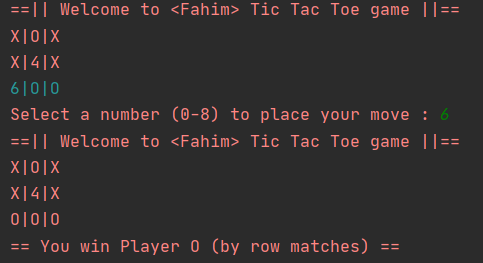 ==|| Welcome to <Fahim> Tic Tac Toe game ||==
X|O|X
X|4|X
6|O|O
Select a number (0-8) to place your move : 6
==|| Welcome to <Fahim> Tic Tac Toe game ||==
X|O|X
X|4|X
O|O|O
== You win Player O (by row matches) ==